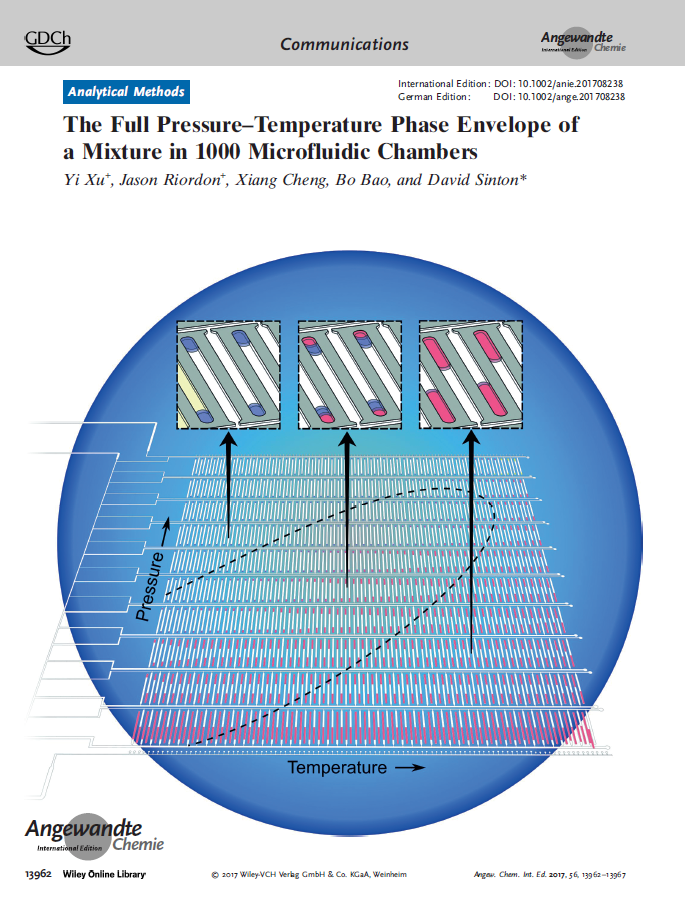 GDCh
Communications
Angewandte
International Edition Chemie
Analytical Methods
International Edition: DOI: 10.1002/anie.201708238
German Edition: DOI: 10.1002/ange.201708238
The Full Pressure–Temperature Phase Envelope of
a Mixture in 1000 Microfluidic Chambers
Yi Xu+, Jason Riordon+, Xiang Cheng, Bo Bao, and David Sinton*
Pressure
Temperature
Angewandte
International Edition Chemie
13962 Wiley Online Library © 2017 Wiley-VCH Verlag GmbH & Co. KGaA, Weinheim Angew. Chem. Int. Ed. 2017, 56, 13962–13967